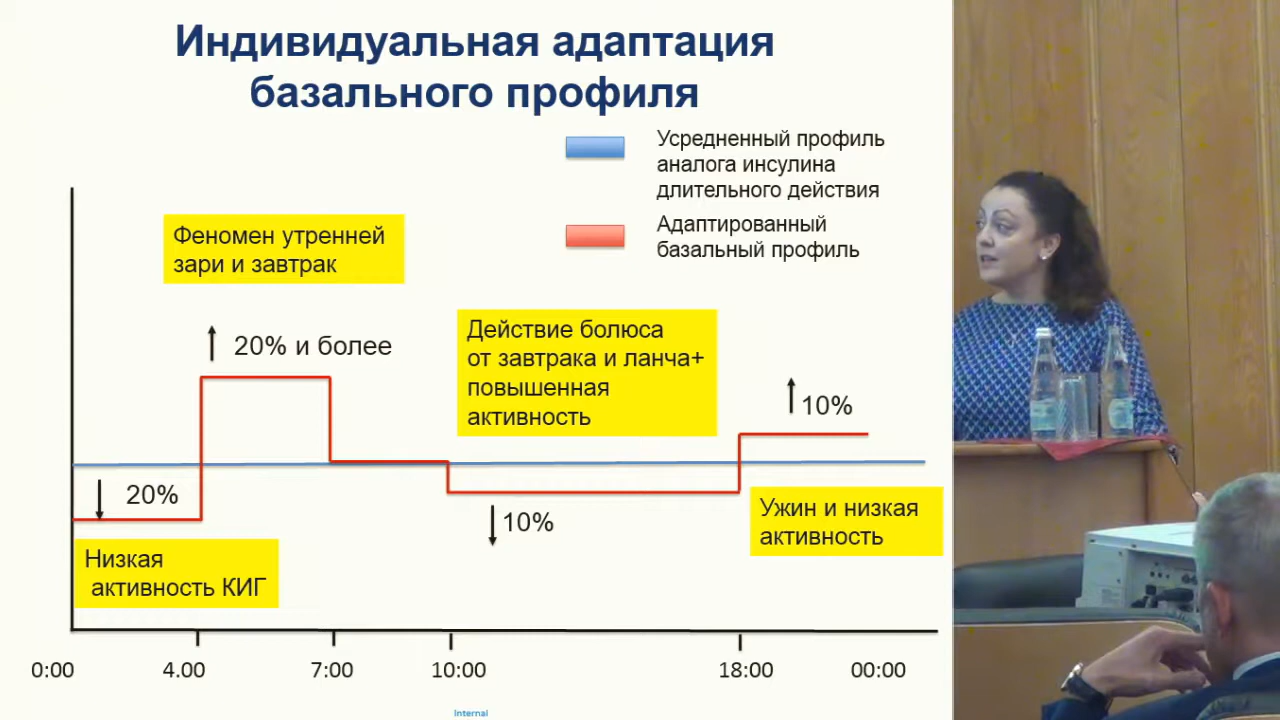 Индивидуальная адаптация
базального профиля
Усредненный профиль
аналога инсулина
длительного действия
Адаптированный
базальный профиль
Феномен утренней
зари и завтрак
20% и более
Действие болюса
от завтрака и ланча+
повышенная
активность
10%
20%
10%
Ужин и низкая
активность
Низкая
активность КИГ
0:00
4.00
7:00
10:00
18:00
00:00
Internal